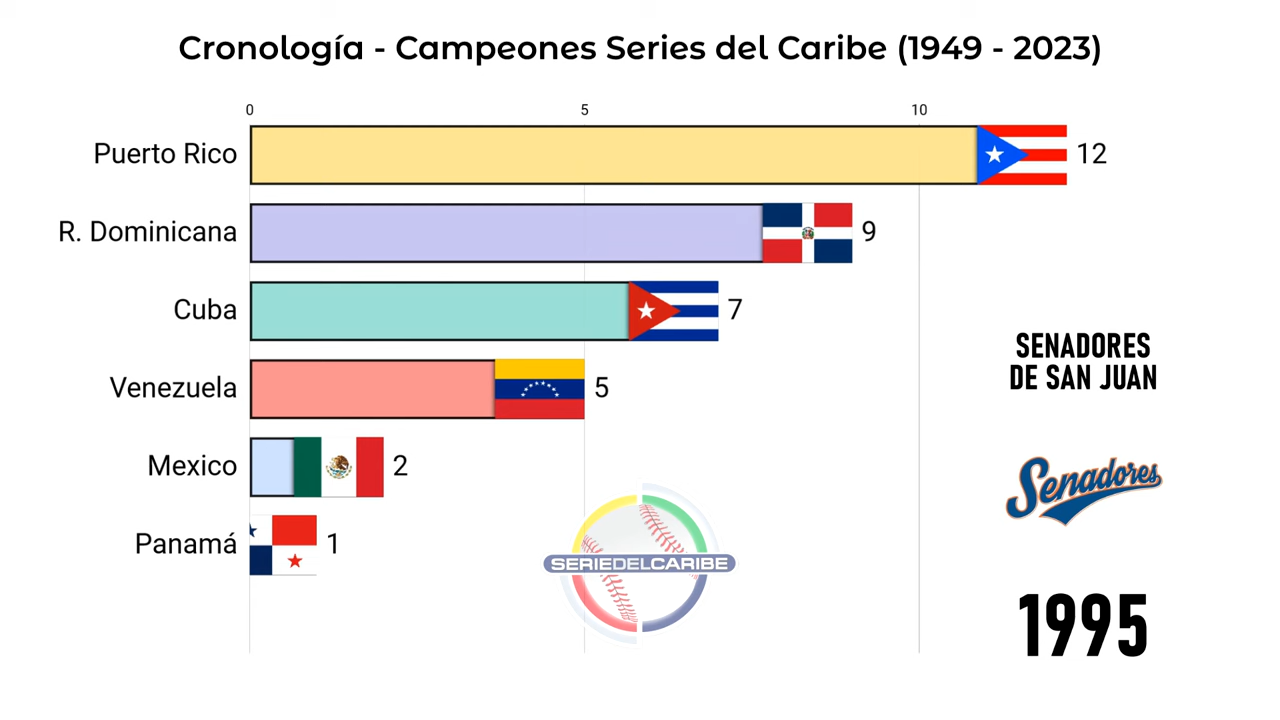 Cronología - Campeones Series del Caribe (1949 - 2023)
0 5 10
Puerto Rico 12
R. Dominicana 9
Cuba 7
Venezuela 5
Mexico 2
Panamá 1
SENADORES
DE SAN JUAN
Senadores
SERIEDELCARIBE
1995